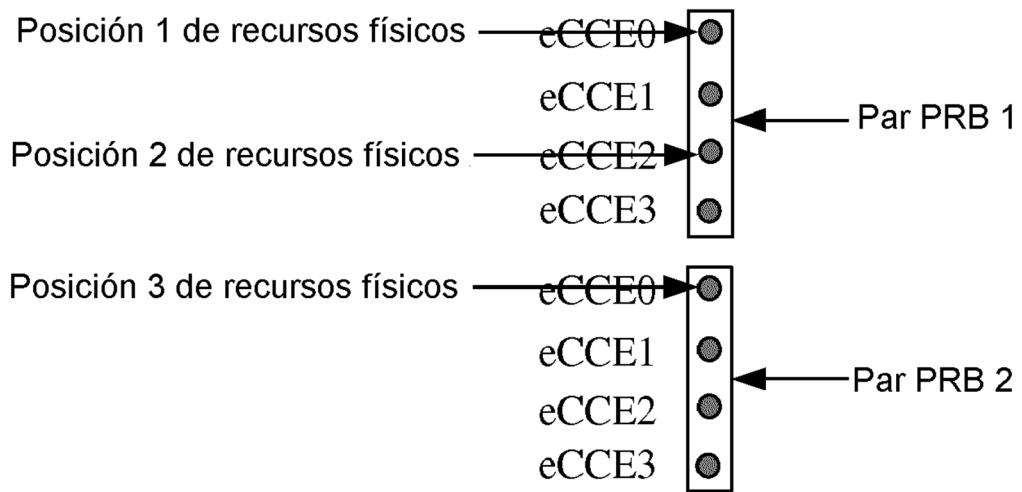 Posición 1 de recursos físicos eCCE0
eCCE1 Par PRB 1
Posición 2 de recursos físicos eCCE2
eCCE3
Posición 3 de recursos físicos eCCE0
eCCE1
Par PRB 2
eCCE2
eCCE3